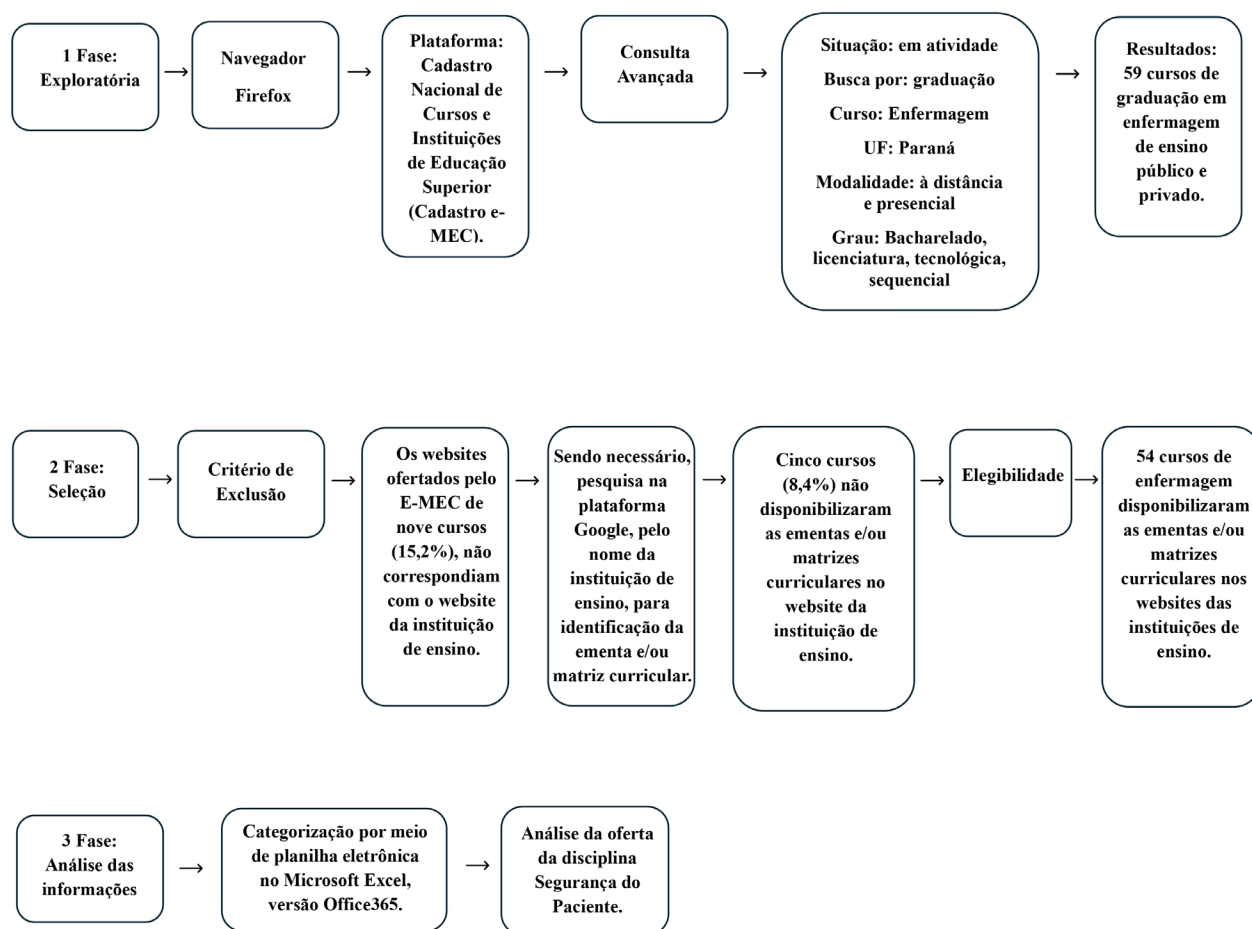 1 Fase:
Exploratória
Navegador
Firefox
Plataforma:
Cadastro
Nacional de
Cursos e
Instituições
de Educação
Superior
(Cadastro e-
MEC).
Consulta
Avançada
Situação: em atividade
Busca por: graduação
Curso: Enfermagem
UF: Paraná
Modalidade: à distância
e presencial
Grau: Bacharelado,
licenciatura, tecnológica,
sequencial
Resultados:
59 cursos de
graduação em
enfermagem
de ensino
público e
privado.
2 Fase:
Seleção
Critério de
Exclusão
Os websites
ofertados pelo
E-MEC de
nove cursos
(15,2%), não
correspondiam
com o website
da instituição
de ensino.
Sendo necessário,
pesquisa na
plataforma
Google, pelo
nome da
instituição de
ensino, para
identificação da
ementa e/ou
matriz curricular.
Cinco cursos
(8,4%) não
disponibilizaram
as ementas e/ou
matrizes
curriculares no
website da
instituição de
ensino.
Elegibilidade
54 cursos de
enfermagem
disponibilizaram
as ementas e/ou
matrizes
curriculares nos
websites das
instituições de
ensino.
3 Fase:
Análise das
informações
Categorização por meio
de planilha eletrônica
no Microsoft Excel,
versão Office365.
Análise da oferta
da disciplina
Segurança do
Paciente.